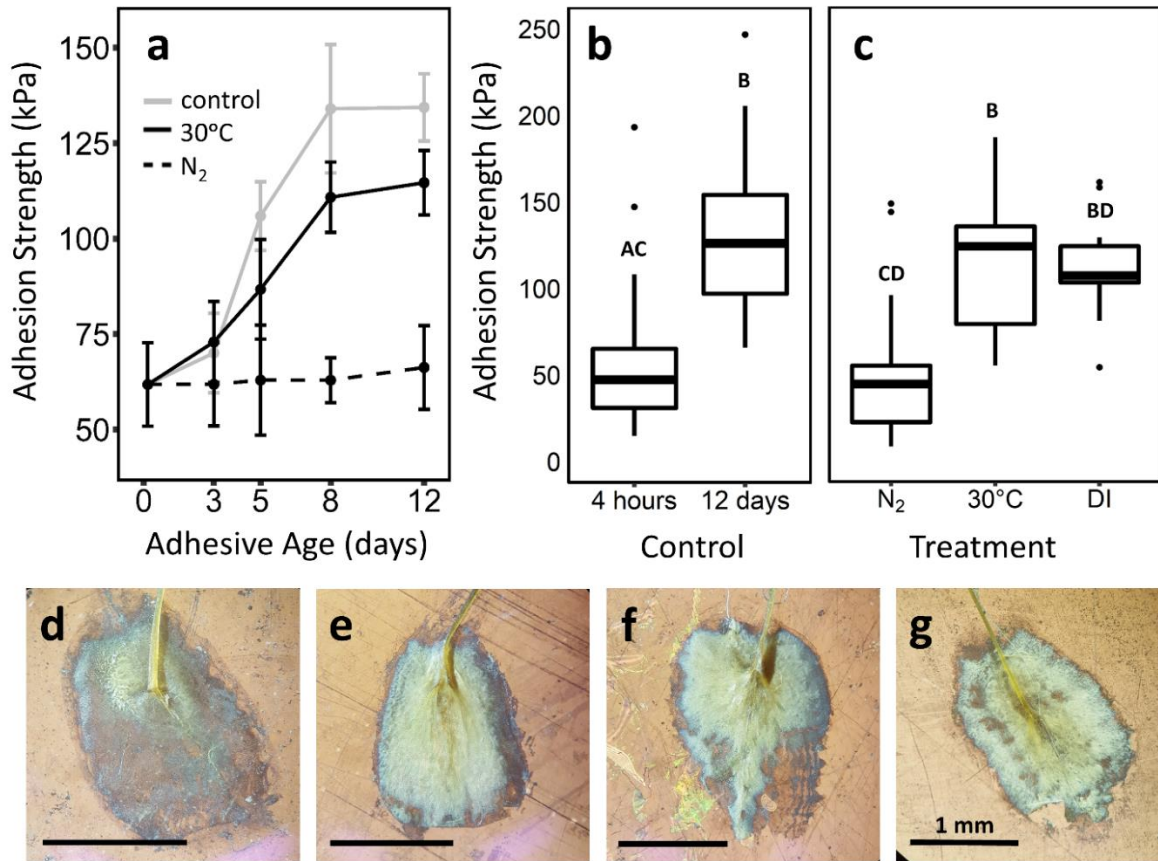 a
control
30°C
N₂
150
125
100
75
50
0 3 5 8 12
Adhesion Strength (kPa)
Adhesive Age (days)
b
250
200
150
100
50
0
Adhesion Strength (kPa)
AC
B
4 hours 12 days
Control
c
CD
B
BD
N₂ 30°C DI
Treatment
d
e
f
g
1 mm